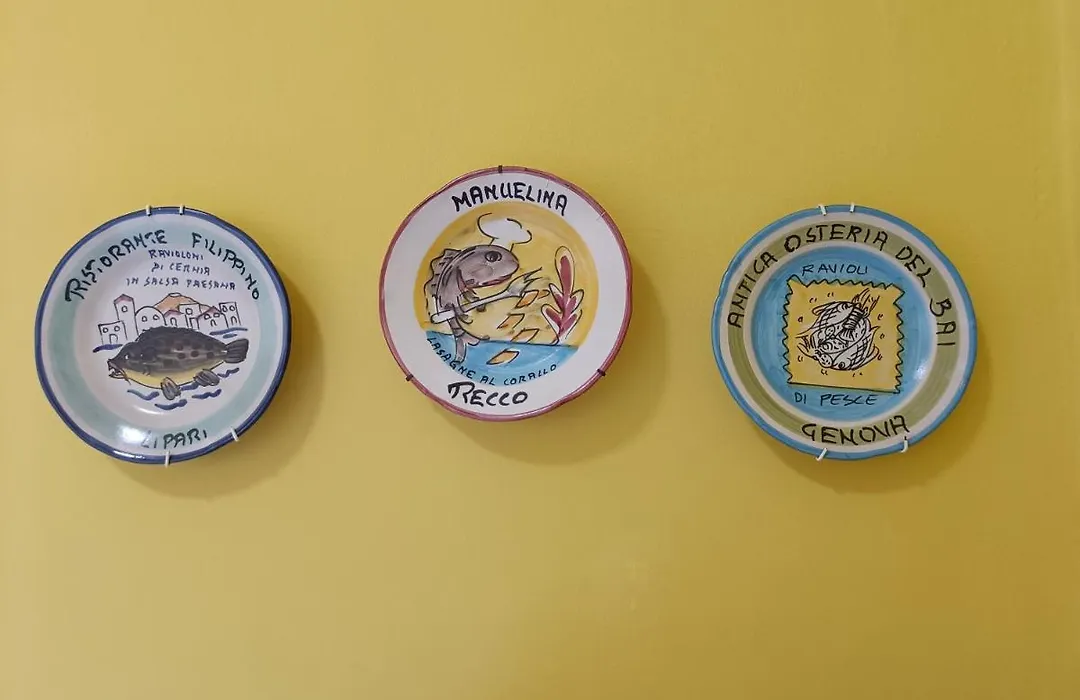 RISTORANTE FILIPPINO
RAVIOLONI
DI CERNIA
IN SALSA PAESANA
LIPARI
MANUELINA
LASAGNE AL CORALLO
RECCO
ANTICA OSTERIA DEL BAI
RAVIOLI
DI PESCE
GENOVA